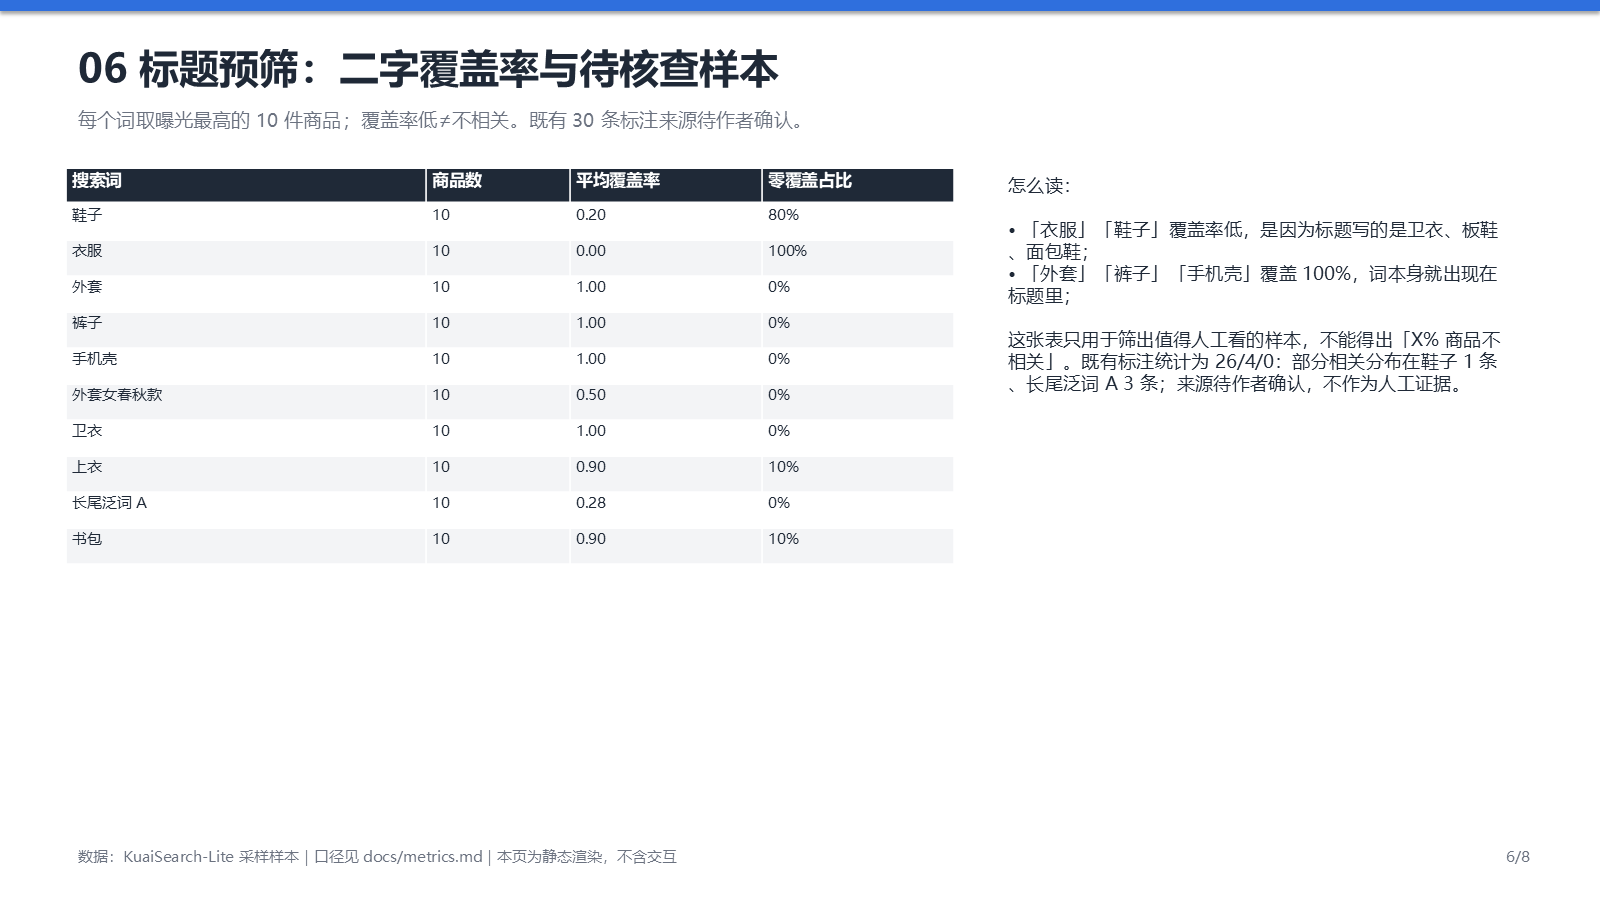 06 标题预筛：二字覆盖率与待核查样本
每个词取曝光最高的 10 件商品；覆盖率低≠不相关。既有 30 条标注来源待作者确认。
搜索词 商品数 平均覆盖率 零覆盖占比
鞋子 10 0.20 80%
衣服 10 0.00 100%
外套 10 1.00 0%
裤子 10 1.00 0%
手机壳 10 1.00 0%
外套女春秋款 10 0.50 0%
卫衣 10 1.00 0%
上衣 10 0.90 10%
长尾泛词 A 10 0.28 0%
书包 10 0.90 10%
怎么读：
• 「衣服」「鞋子」覆盖率低，是因为标题写的是卫衣、板鞋
、面包鞋；
• 「外套」「裤子」「手机壳」覆盖 100%，词本身就出现在
标题里；
这张表只用于筛出值得人工看的样本，不能得出「X% 商品不
相关」。既有标注统计为 26/4/0：部分相关分布在鞋子 1 条
、长尾泛词 A 3 条；来源待作者确认，不作为人工证据。
数据：KuaiSearch-Lite 采样样本 | 口径见 docs/metrics.md | 本页为静态渲染，不含交互
6/8